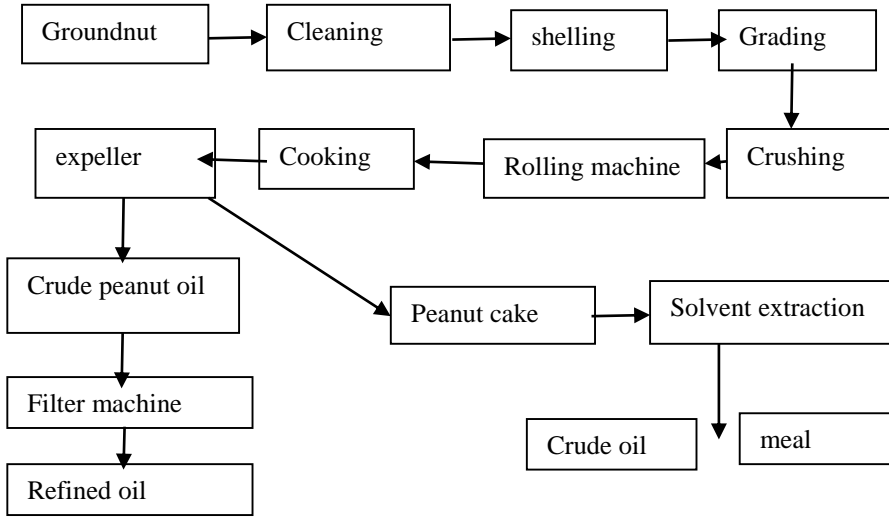 Groundnut
Cleaning
shelling
Grading
expeller
Cooking
Rolling machine
Crushing
Crude peanut oil
Peanut cake
Solvent extraction
Filter machine
Crude oil
meal
Refined oil